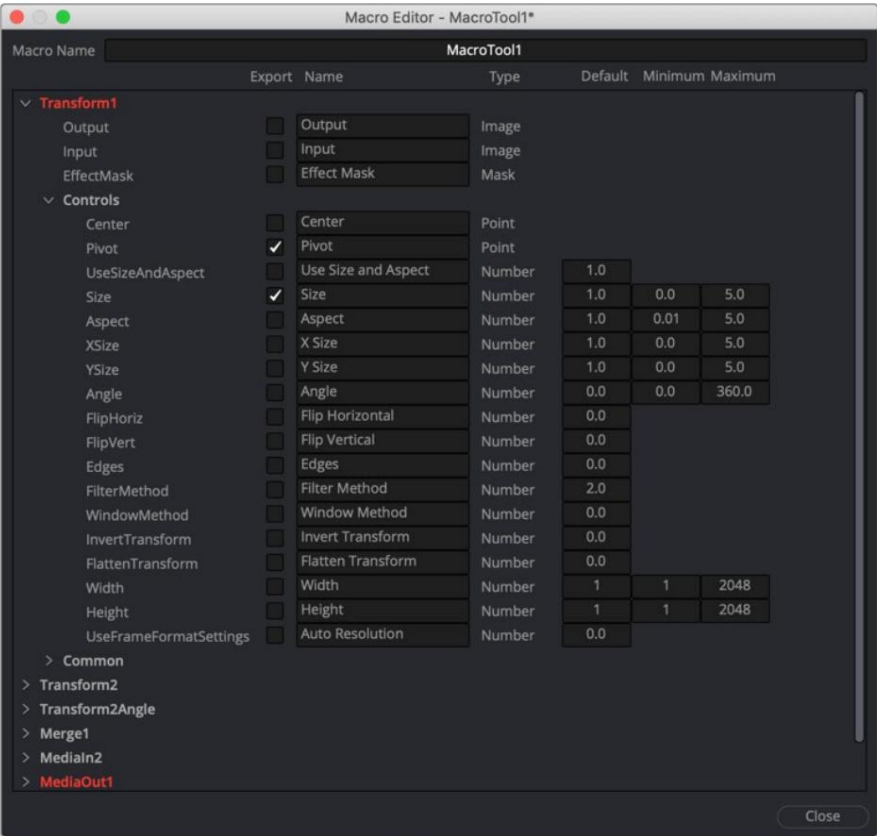 Macro Editor - MacroTool1*
Macro Name MacroTool1
Export Name Type Default Minimum Maximum
Transform1
Output Output Image
Input Input Image
EffectMask Effect Mask Mask
Controls
Center Center Point
Pivot Pivot Point
UseSizeAndAspect Use Size and Aspect Number 1.0
Size Size Number 1.0 0.0 5.0
Aspect Aspect Number 1.0 0.01 5.0
XSize X Size Number 1.0 0.0 5.0
YSize Y Size Number 1.0 0.0 5.0
Angle Angle Number 0.0 0.0 360.0
FlipHoriz Flip Horizontal Number 0.0
FlipVert Flip Vertical Number 0.0
Edges Edges Number 0.0
FilterMethod Filter Method Number 2.0
WindowMethod Window Method Number 0.0
InvertTransform Invert Transform Number 0.0
FlattenTransform Flatten Transform Number 0.0
Width Width Number 1 1 2048
Height Height Number 1 1 2048
UseFrameFormatSettings Auto Resolution Number 0.0
Common
Transform2
Transform2Angle
Merge1
MediaIn2
MediaOut1
Close